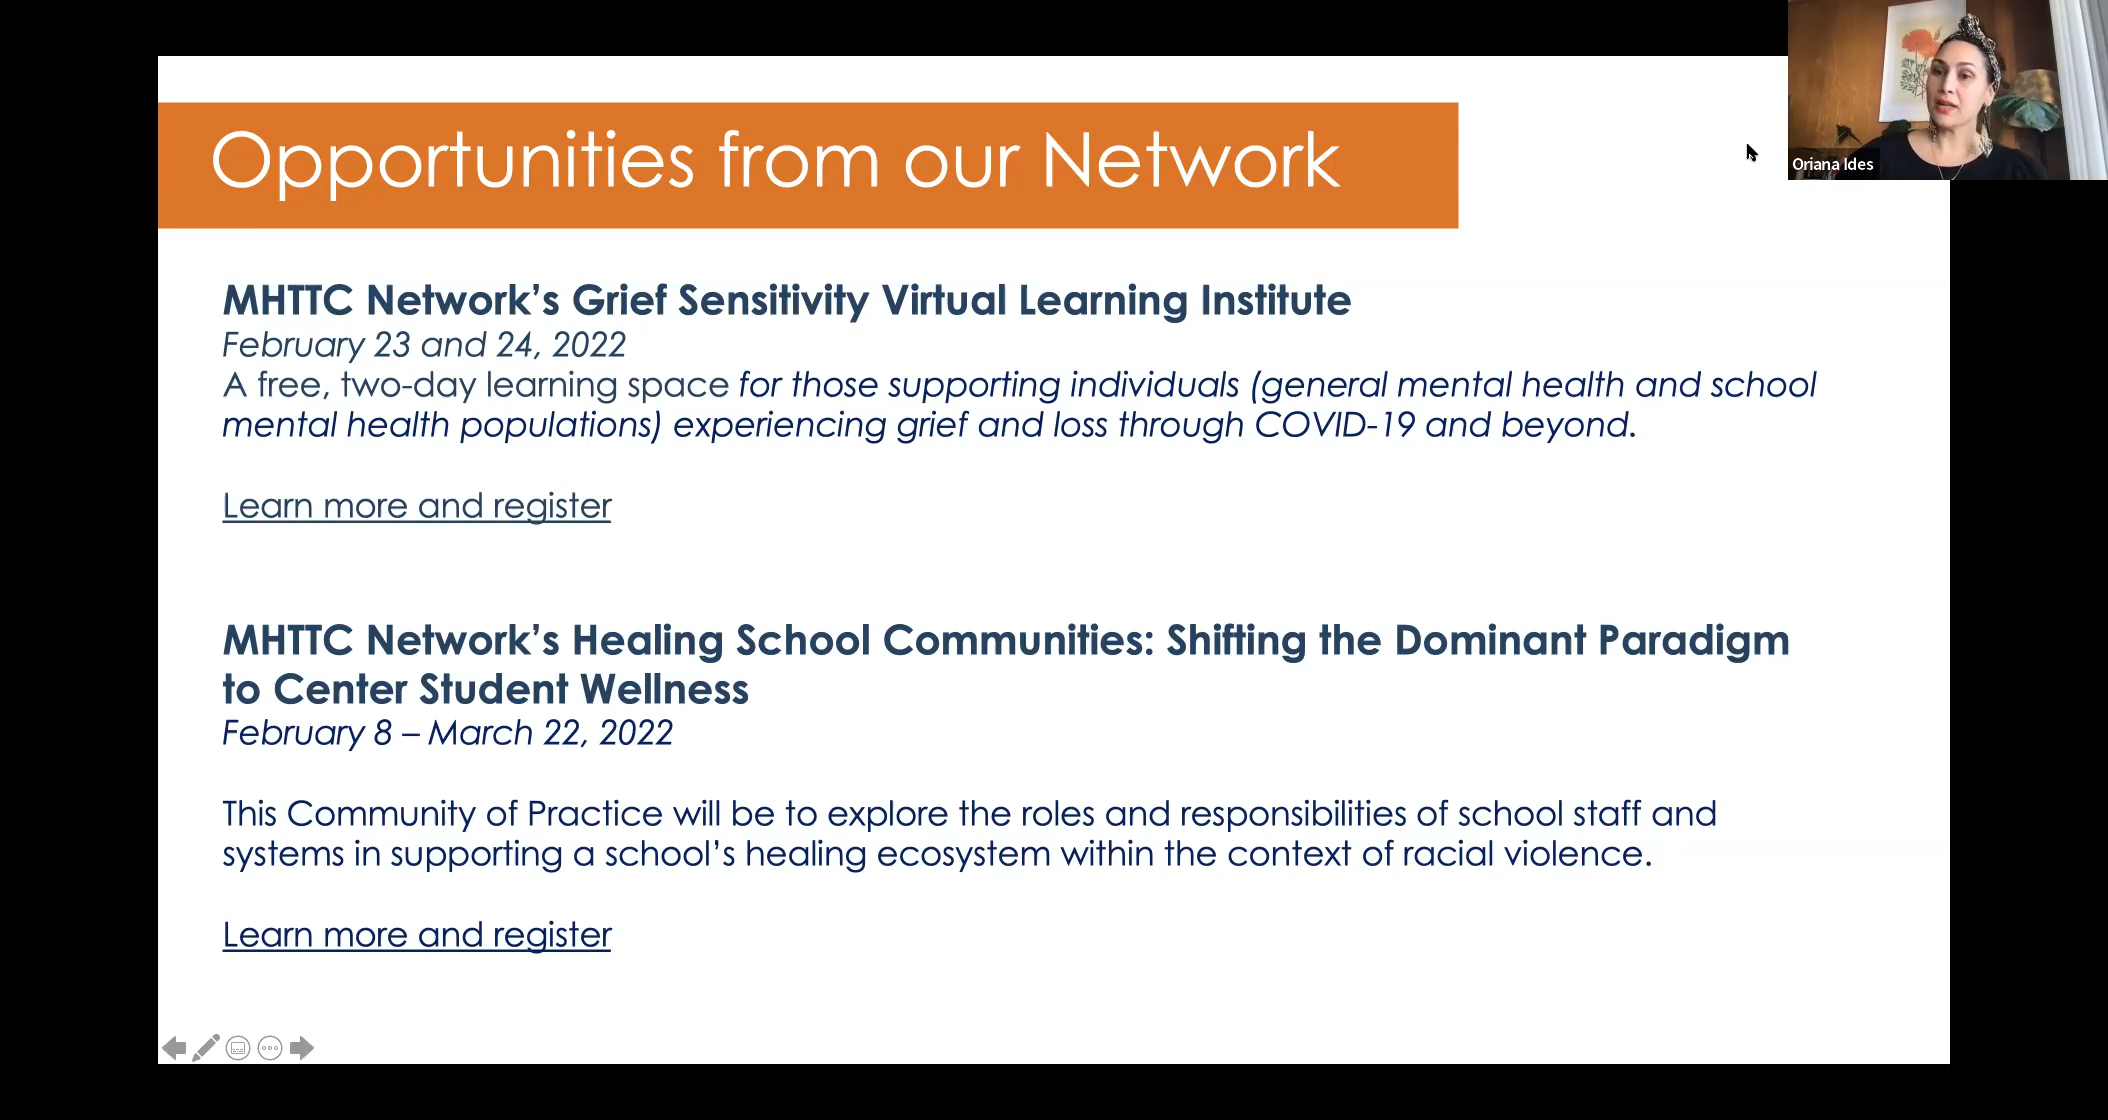 Opportunities from our Network
Oriana Ides
MHTTC Network’s Grief Sensitivity Virtual Learning Institute
February 23 and 24, 2022
A free, two-day learning space for those supporting individuals (general mental health and school
mental health populations) experiencing grief and loss through COVID-19 and beyond.
Learn more and register
MHTTC Network’s Healing School Communities: Shifting the Dominant Paradigm
to Center Student Wellness
February 8 – March 22, 2022
This Community of Practice will be to explore the roles and responsibilities of school staff and
systems in supporting a school’s healing ecosystem within the context of racial violence.
Learn more and register